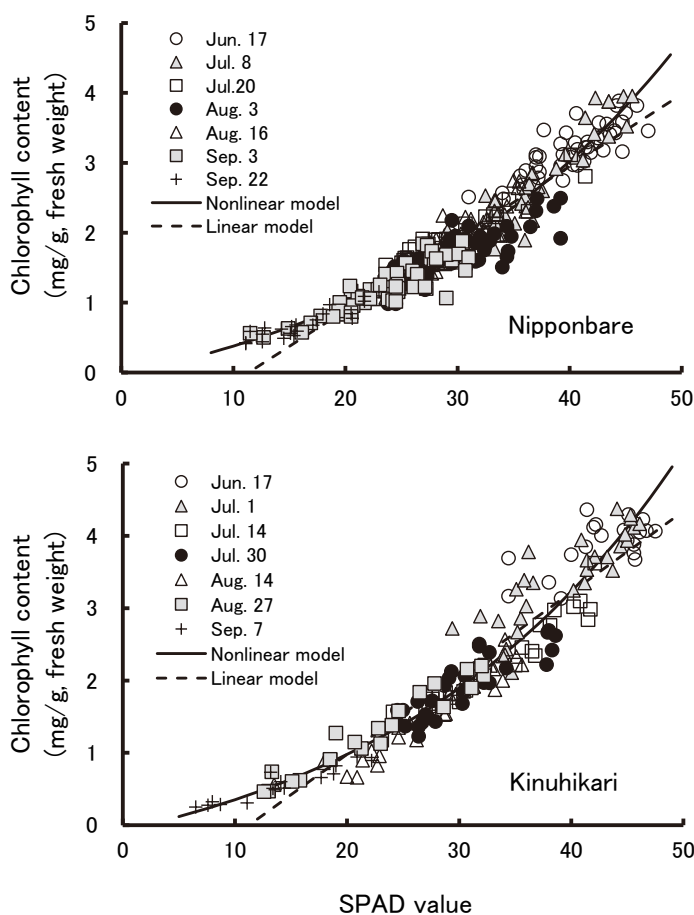 5
4
3
2
1
0
Chlorophyll content
(mg/g, fresh weight)
Jun. 17
Jul. 8
Jul.20
Aug. 3
Aug. 16
Sep. 3
Sep. 22
Nonlinear model
Linear model
Nipponbare
0 10 20 30 40 50
5
4
3
2
1
0
Chlorophyll content
(mg/g, fresh weight)
Jun. 17
Jul. 1
Jul. 14
Jul. 30
Aug. 14
Aug. 27
Sep. 7
Nonlinear model
Linear model
Kinuhikari
0 10 20 30 40 50
SPAD value